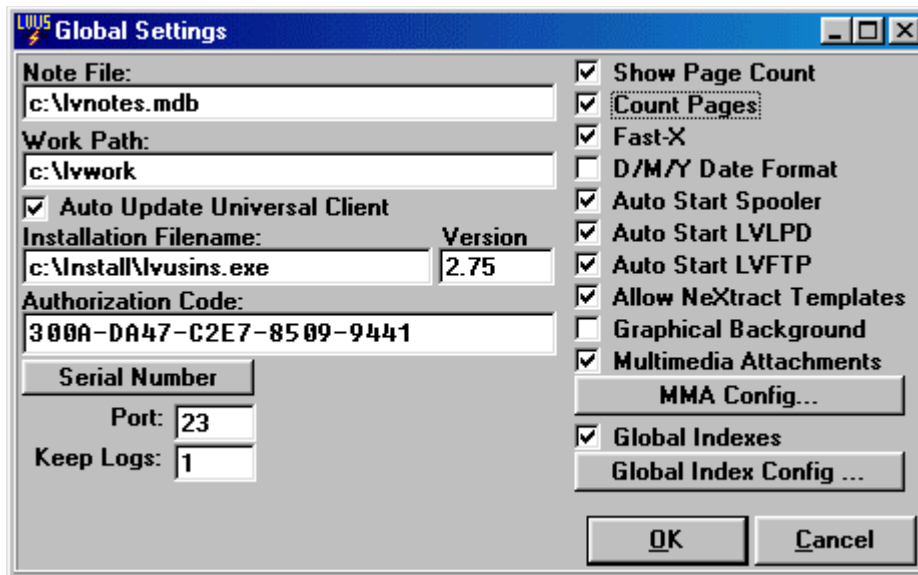 LVUS Global Settings
Note File:
c:\lvnotes.mdb
Work Path:
c:\lvwork
Auto Update Universal Client
Installation Filename:
Version
c:\Install\lvusins.exe
2.75
Authorization Code:
300A-DA47-C2E7-8509-9441
Serial Number
Port: 23
Keep Logs: 1
Show Page Count
Count Pages
Fast-X
D/M/Y Date Format
Auto Start Spooler
Auto Start LVLPD
Auto Start LVFTP
Allow NeXtract Templates
Graphical Background
Multimedia Attachments
MMA Config...
Global Indexes
Global Index Config ...
OK
Cancel